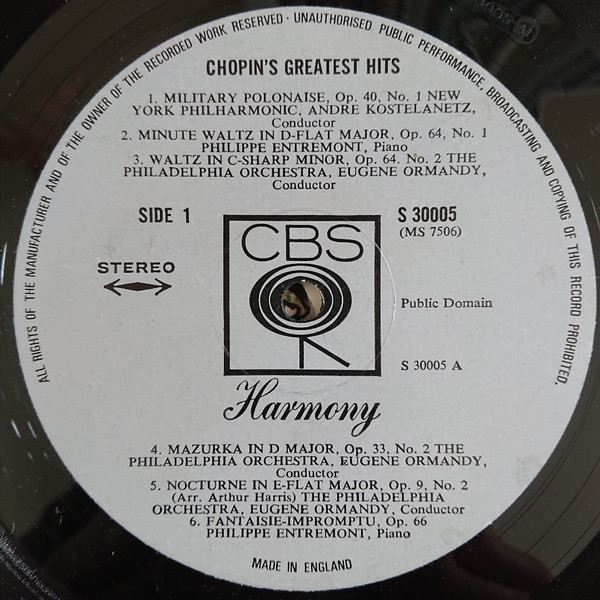 ALL RIGHTS OF THE MANUFACTURER AND OF THE OWNER OF THE RECORDED WORK RESERVED · UNAUTHORISED PUBLIC PERFORMANCE, BROADCASTING AND COPYING OF THIS RECORD PROHIBITED.
CHOPIN'S GREATEST HITS
1. MILITARY POLONAISE, Op. 40, No. 1 NEW
YORK PHILHARMONIC, ANDRE KOSTELANETZ,
Conductor
2. MINUTE WALTZ IN D-FLAT MAJOR, Op. 64, No. 1
PHILIPPE ENTREMONT, Piano
3. WALTZ IN C-SHARP MINOR, Op. 64. No. 2 THE
PHILADELPHIA ORCHESTRA, EUGENE ORMANDY,
Conductor
SIDE 1
S 30005
(MS 7506)
CBS
STEREO
Public Domain
S 30005 A
Harmony
4. MAZURKA IN D MAJOR, Op. 33, No. 2 THE
PHILADELPHIA ORCHESTRA, EUGENE ORMANDY,
Conductor
5. NOCTURNE IN E-FLAT MAJOR, Op. 9, No. 2
(Arr. Arthur Harris) THE PHILADELPHIA
ORCHESTRA, EUGENE ORMANDY, Conductor
6. FANTAISIE-IMPROMPTU, Op. 66
PHILIPPE ENTREMONT, Piano
MADE IN ENGLAND